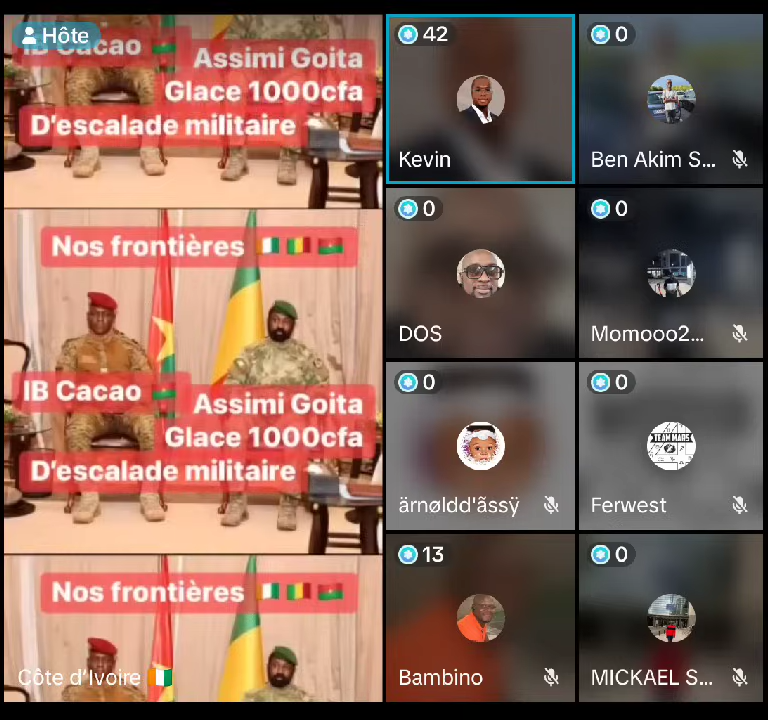 Hôte
IB Cacao
Assimi Goita
Glace 1000cfa
D'escalade militaire
Nos frontières
IB Cacao
Assimi Goita
Glace 1000cfa
D'escalade militaire
Nos frontières
Côte d'Ivoire
42
Kevin
0
Ben Akim S...
0
DOS
0
Momooo2...
0
ärnøldd'ãssÿ
0
TEAM MARS
Ferwest
13
Bambino
0
MICKAEL S...